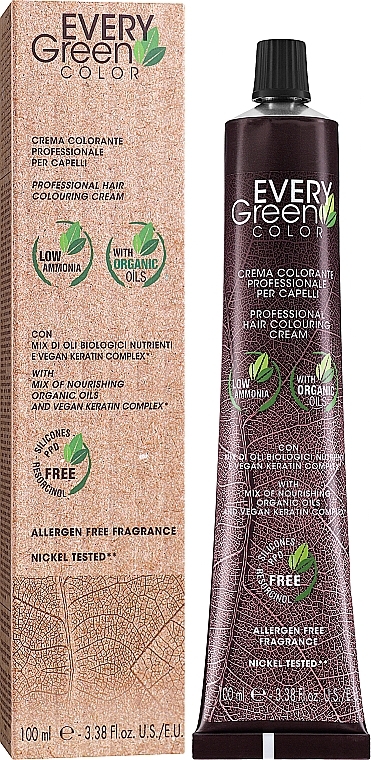 EVERY
Green
COLOR
CREMA COLORANTE
PROFESSIONALE
PER CAPELLI
PROFESSIONAL HAIR
COLOURING CREAM
LOW
AMMONIA
WITH
ORGANIC
OILS
CON
MIX DI OLI BIOLOGICI NUTRIENTI
E VEGAN KERATIN COMPLEX*
WITH
MIX OF NOURISHING
ORGANIC OILS
AND VEGAN KERATIN COMPLEX*
SILICONES
PPD
RESORCINOL
FREE
ALLERGEN FREE FRAGRANCE
NICKEL TESTED**
100 ml e - 3.38 Fl.oz. U.S./E.U.
EVERY
Green
COLOR
CREMA COLORANTE
PROFESSIONALE
PER CAPELLI
PROFESSIONAL
HAIR COLOURING
CREAM
LOW
AMMONIA
WITH
ORGANIC
OILS
CON
MIX DI OLI BIOLOGICI NUTRIENTI
E VEGAN KERATIN COMPLEX*
WITH
MIX OF NOURISHING
ORGANIC OILS
AND VEGAN KERATIN COMPLEX*
SILICONES
PPD
RESORCINOL
FREE
ALLERGEN FREE
FRAGRANCE
NICKEL TESTED**
100 ml e - 3.38 Fl.oz. U.S./E.U.